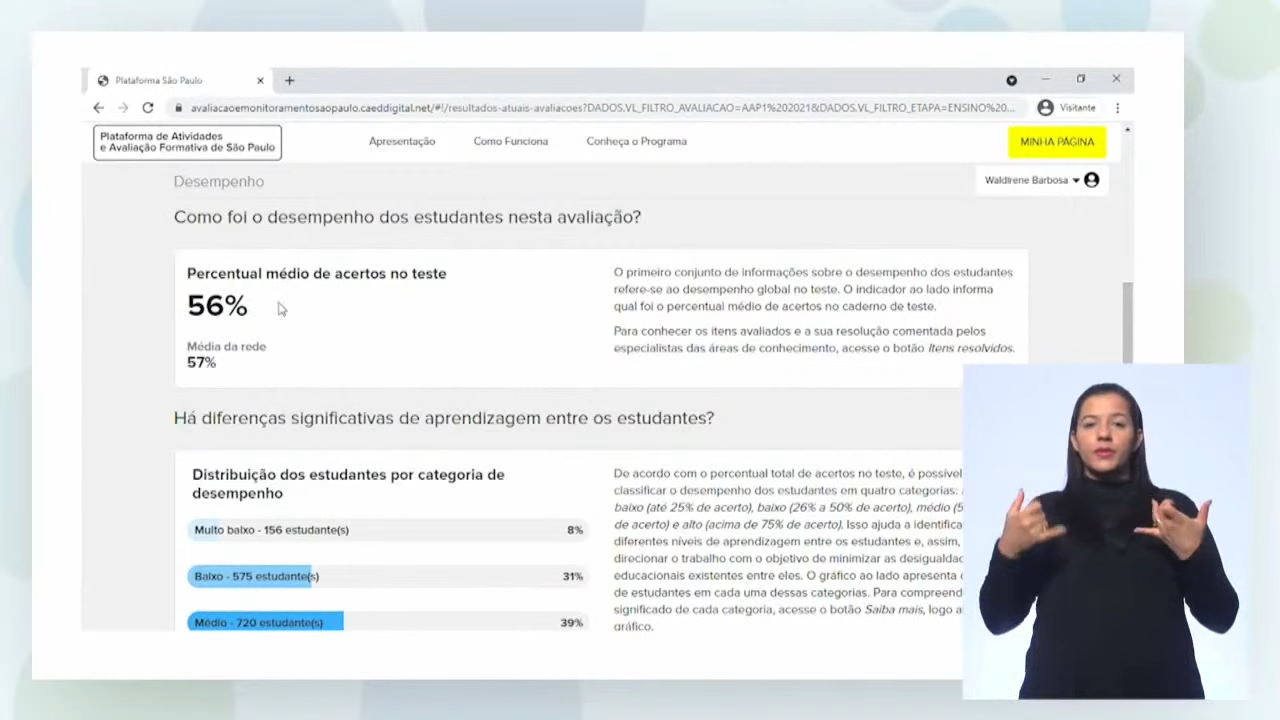 Plataforma São Paulo
avaliacaoemonitoramentosaopaulo.caeddigital.net/#!/resultados-atuais-avaliacoes?DADOS.VL_FILTRO_AVALIACAO=AAP1%202021&DADOS.VL_FILTRO_ETAPA=ENSINO%20...
Visitante
Plataforma de Atividades
e Avaliação Formativa de São Paulo
Apresentação
Como Funciona
Conheça o Programa
MINHA PÁGINA
Waldirene Barbosa
Desempenho
Como foi o desempenho dos estudantes nesta avaliação?
Percentual médio de acertos no teste
56%
Média da rede
57%
O primeiro conjunto de informações sobre o desempenho dos estudantes
refere-se ao desempenho global no teste. O indicador ao lado informa
qual foi o percentual médio de acertos no caderno de teste.
Para conhecer os itens avaliados e a sua resolução comentada pelos
especialistas das áreas de conhecimento, acesse o botão Itens resolvidos.
Há diferenças significativas de aprendizagem entre os estudantes?
Distribuição dos estudantes por categoria de
desempenho
Muito baixo - 156 estudante(s) 8%
Baixo - 575 estudante(s) 31%
Médio - 720 estudante(s) 39%
De acordo com o percentual total de acertos no teste, é possível
classificar o desempenho dos estudantes em quatro categorias:
baixo (até 25% de acerto), baixo (26% a 50% de acerto), médio (5
de acerto) e alto (acima de 75% de acerto). Isso ajuda a identifica
diferentes níveis de aprendizagem entre os estudantes e, assim,
direcionar o trabalho com o objetivo de minimizar as desigualdad
educacionais existentes entre eles. O gráfico ao lado apresenta
de estudantes em cada uma dessas categorias. Para compreend
significado de cada categoria, acesse o botão Saiba mais, logo a
gráfico.